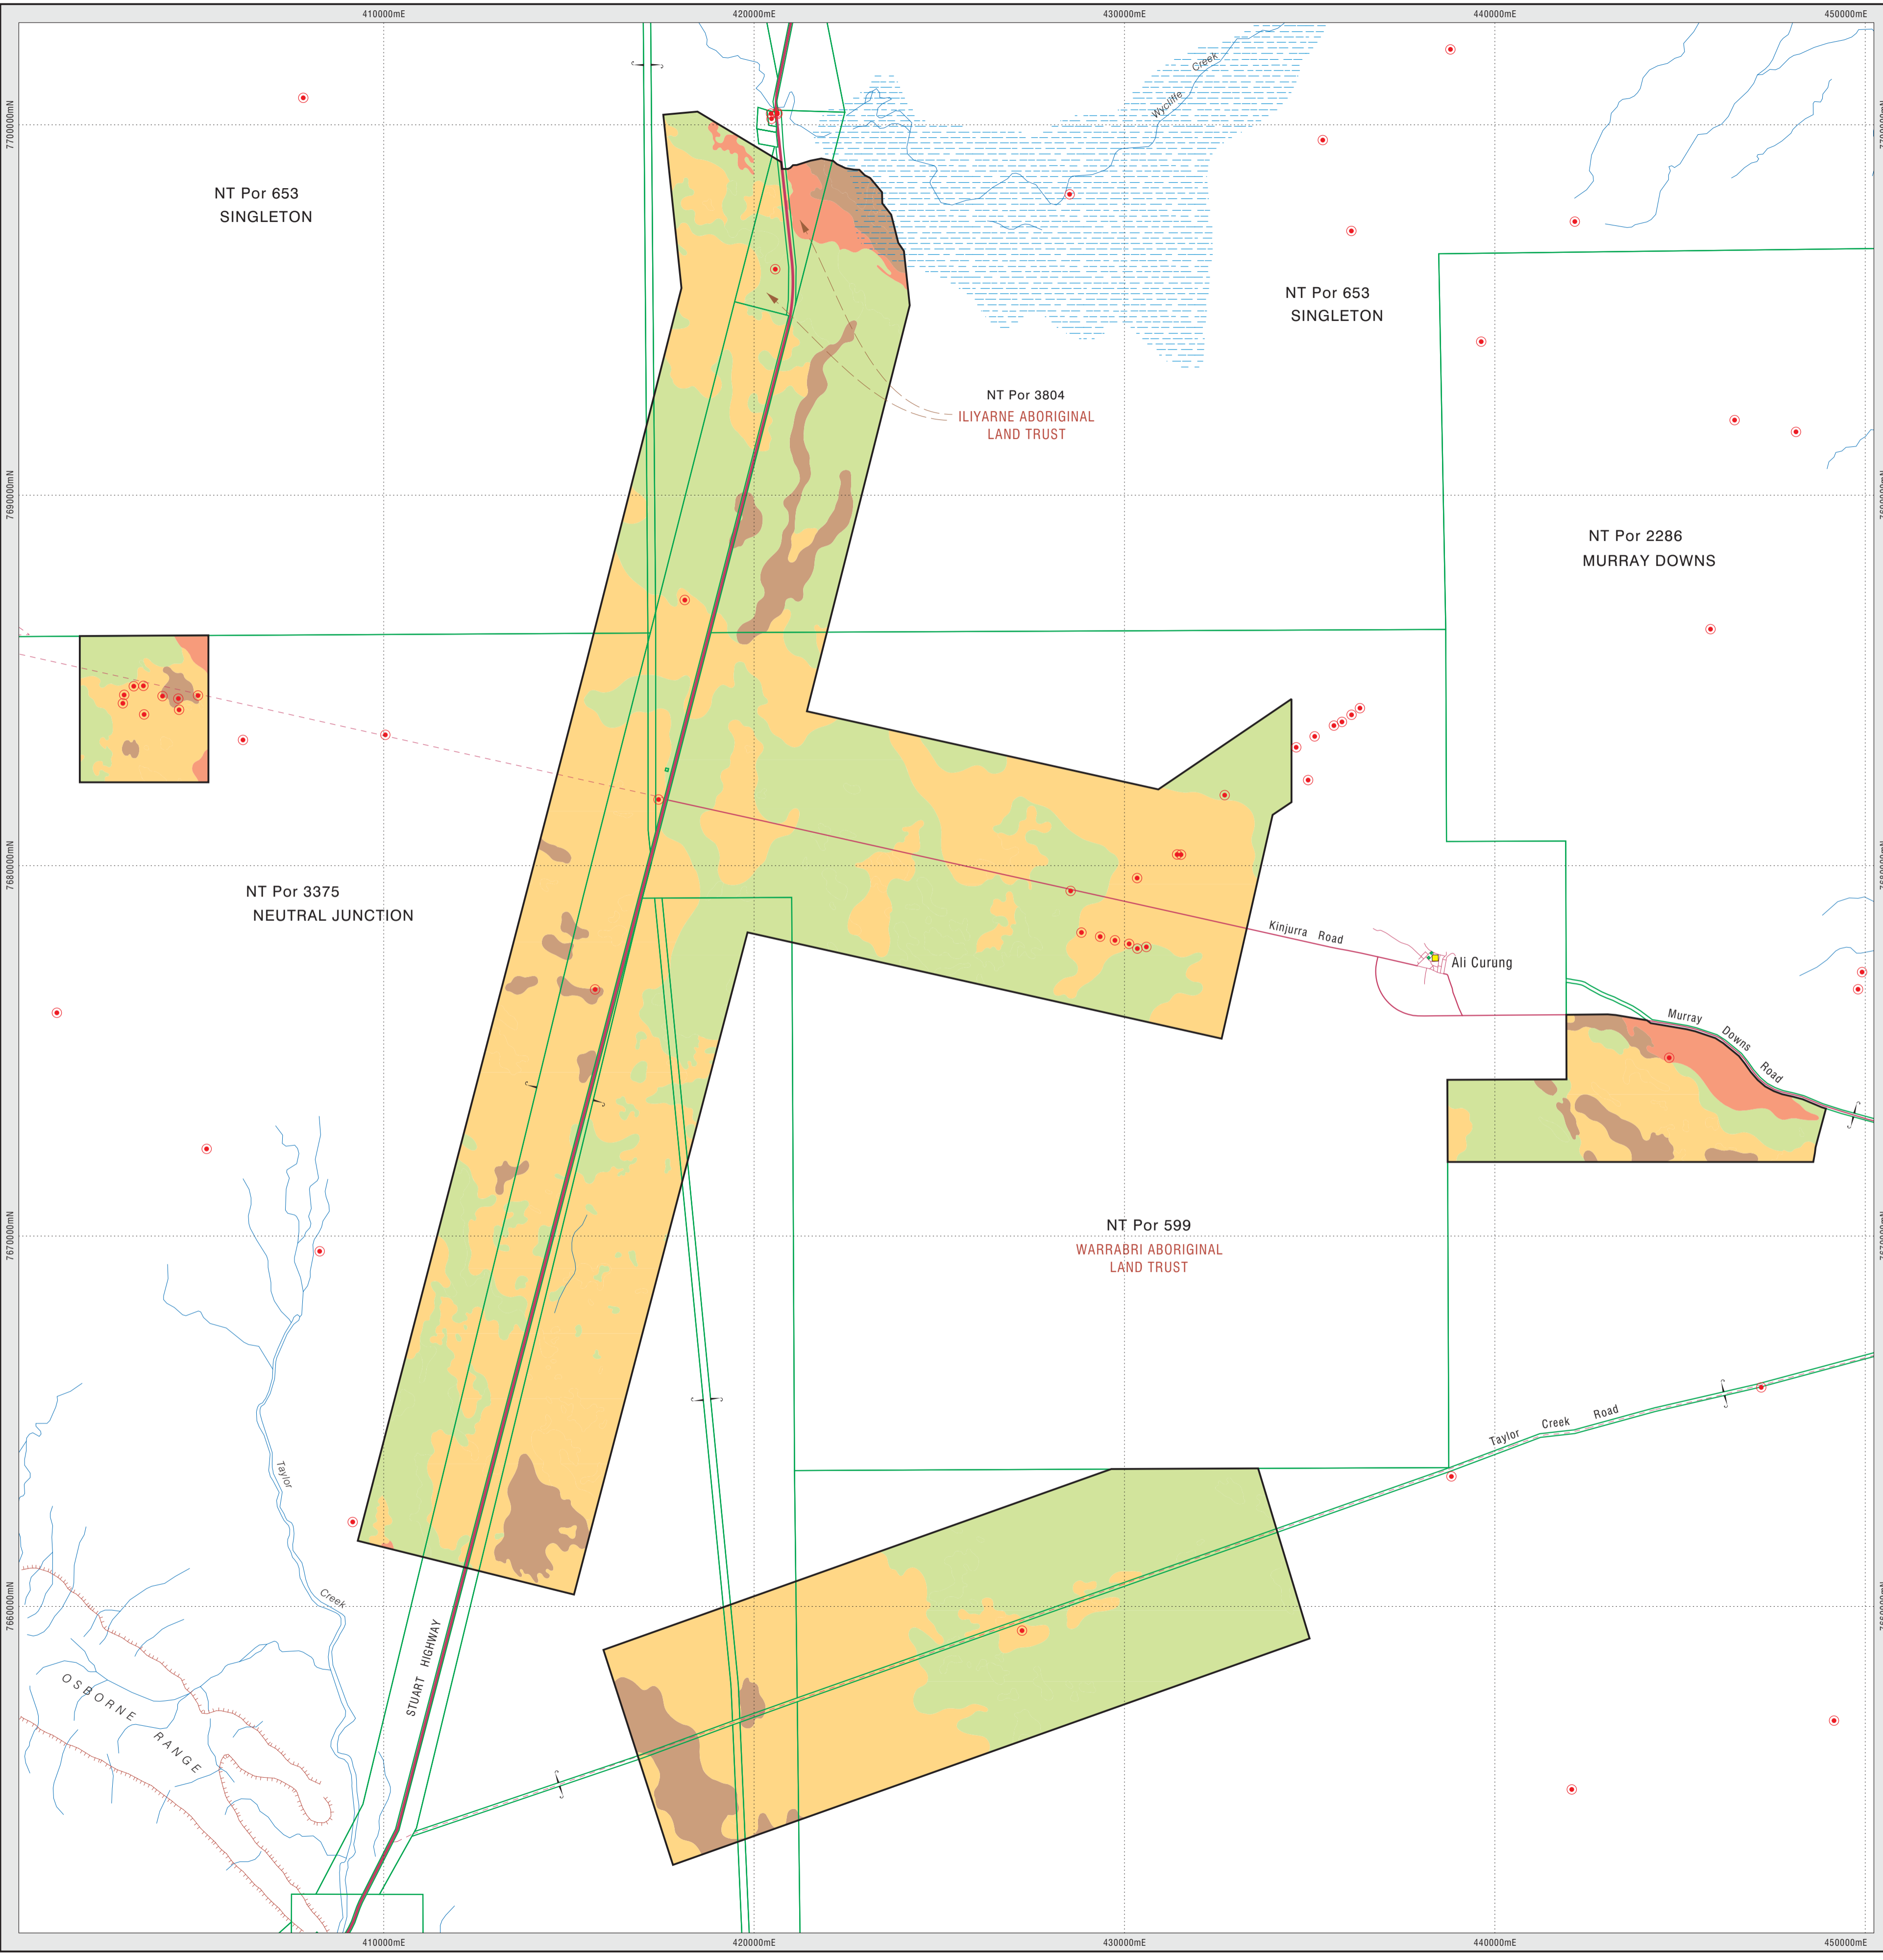 410000mE
420000mE
430000mE
440000mE
450000mE
7700000mN
7690000mN
7680000mN
7670000mN
7660000mN
Wycliffe Creek
NT Por 653
SINGLETON
NT Por 653
SINGLETON
NT Por 3804
ILIYARNE ABORIGINAL
LAND TRUST
NT Por 2286
MURRAY DOWNS
NT Por 3375
NEUTRAL JUNCTION
Kinjurra Road
Ali Curung
Murray Downs Road
NT Por 599
WARRABRI ABORIGINAL
LAND TRUST
Taylor Creek Road
Taylor
Creek
STUART HIGHWAY
OSBORNE
RANGE
410000mE
420000mE
430000mE
440000mE
450000mE